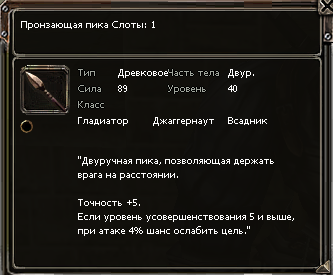 Пронзающая пика Слоты: 1
Тип Древковое Часть тела Двур.
Сила 89 Уровень 40
Класс
Гладиатор Джаггернаут Всадник
"Двуручная пика, позволяющая держать
врага на расстоянии.
Точность +5.
Если уровень усовершенствования 5 и выше,
при атаке 4% шанс ослабить цель."